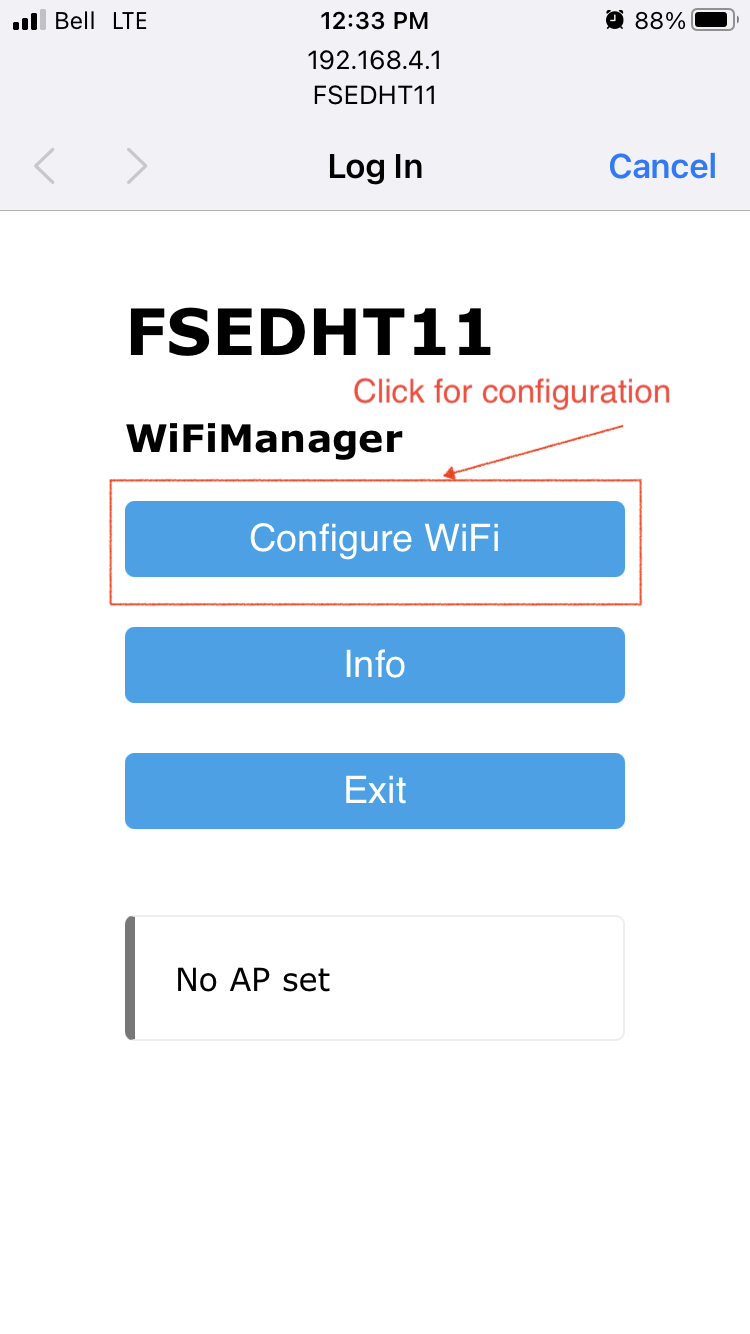 Bell LTE 12:33 PM 88%
192.168.4.1
FSEDHT11
Log In Cancel
FSEDHT11
Click for configuration
WiFiManager
Configure WiFi
Info
Exit
No AP set